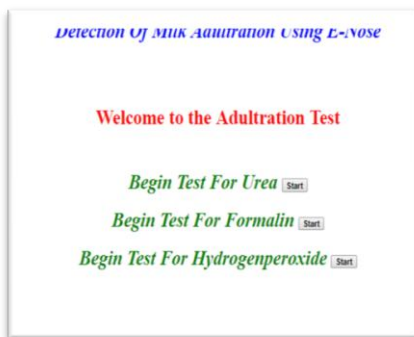 Detection Of Milk Adultration Using E-Nose
Welcome to the Adultration Test
Begin Test For Urea Start
Begin Test For Formalin Start
Begin Test For Hydrogenperoxide Start